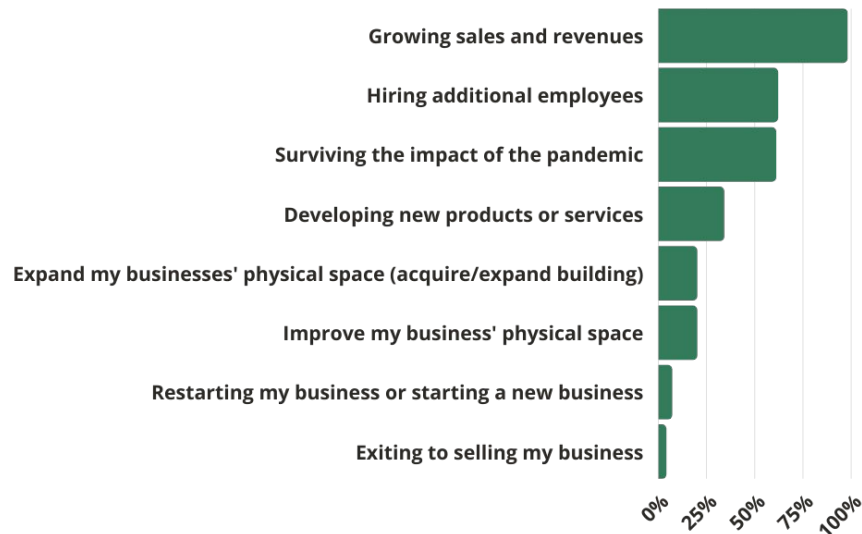 Growing sales and revenues
Hiring additional employees
Surviving the impact of the pandemic
Developing new products or services
Expand my businesses' physical space (acquire/expand building)
Improve my business' physical space
Restarting my business or starting a new business
Exiting to selling my business
0% 25% 50% 75% 100%